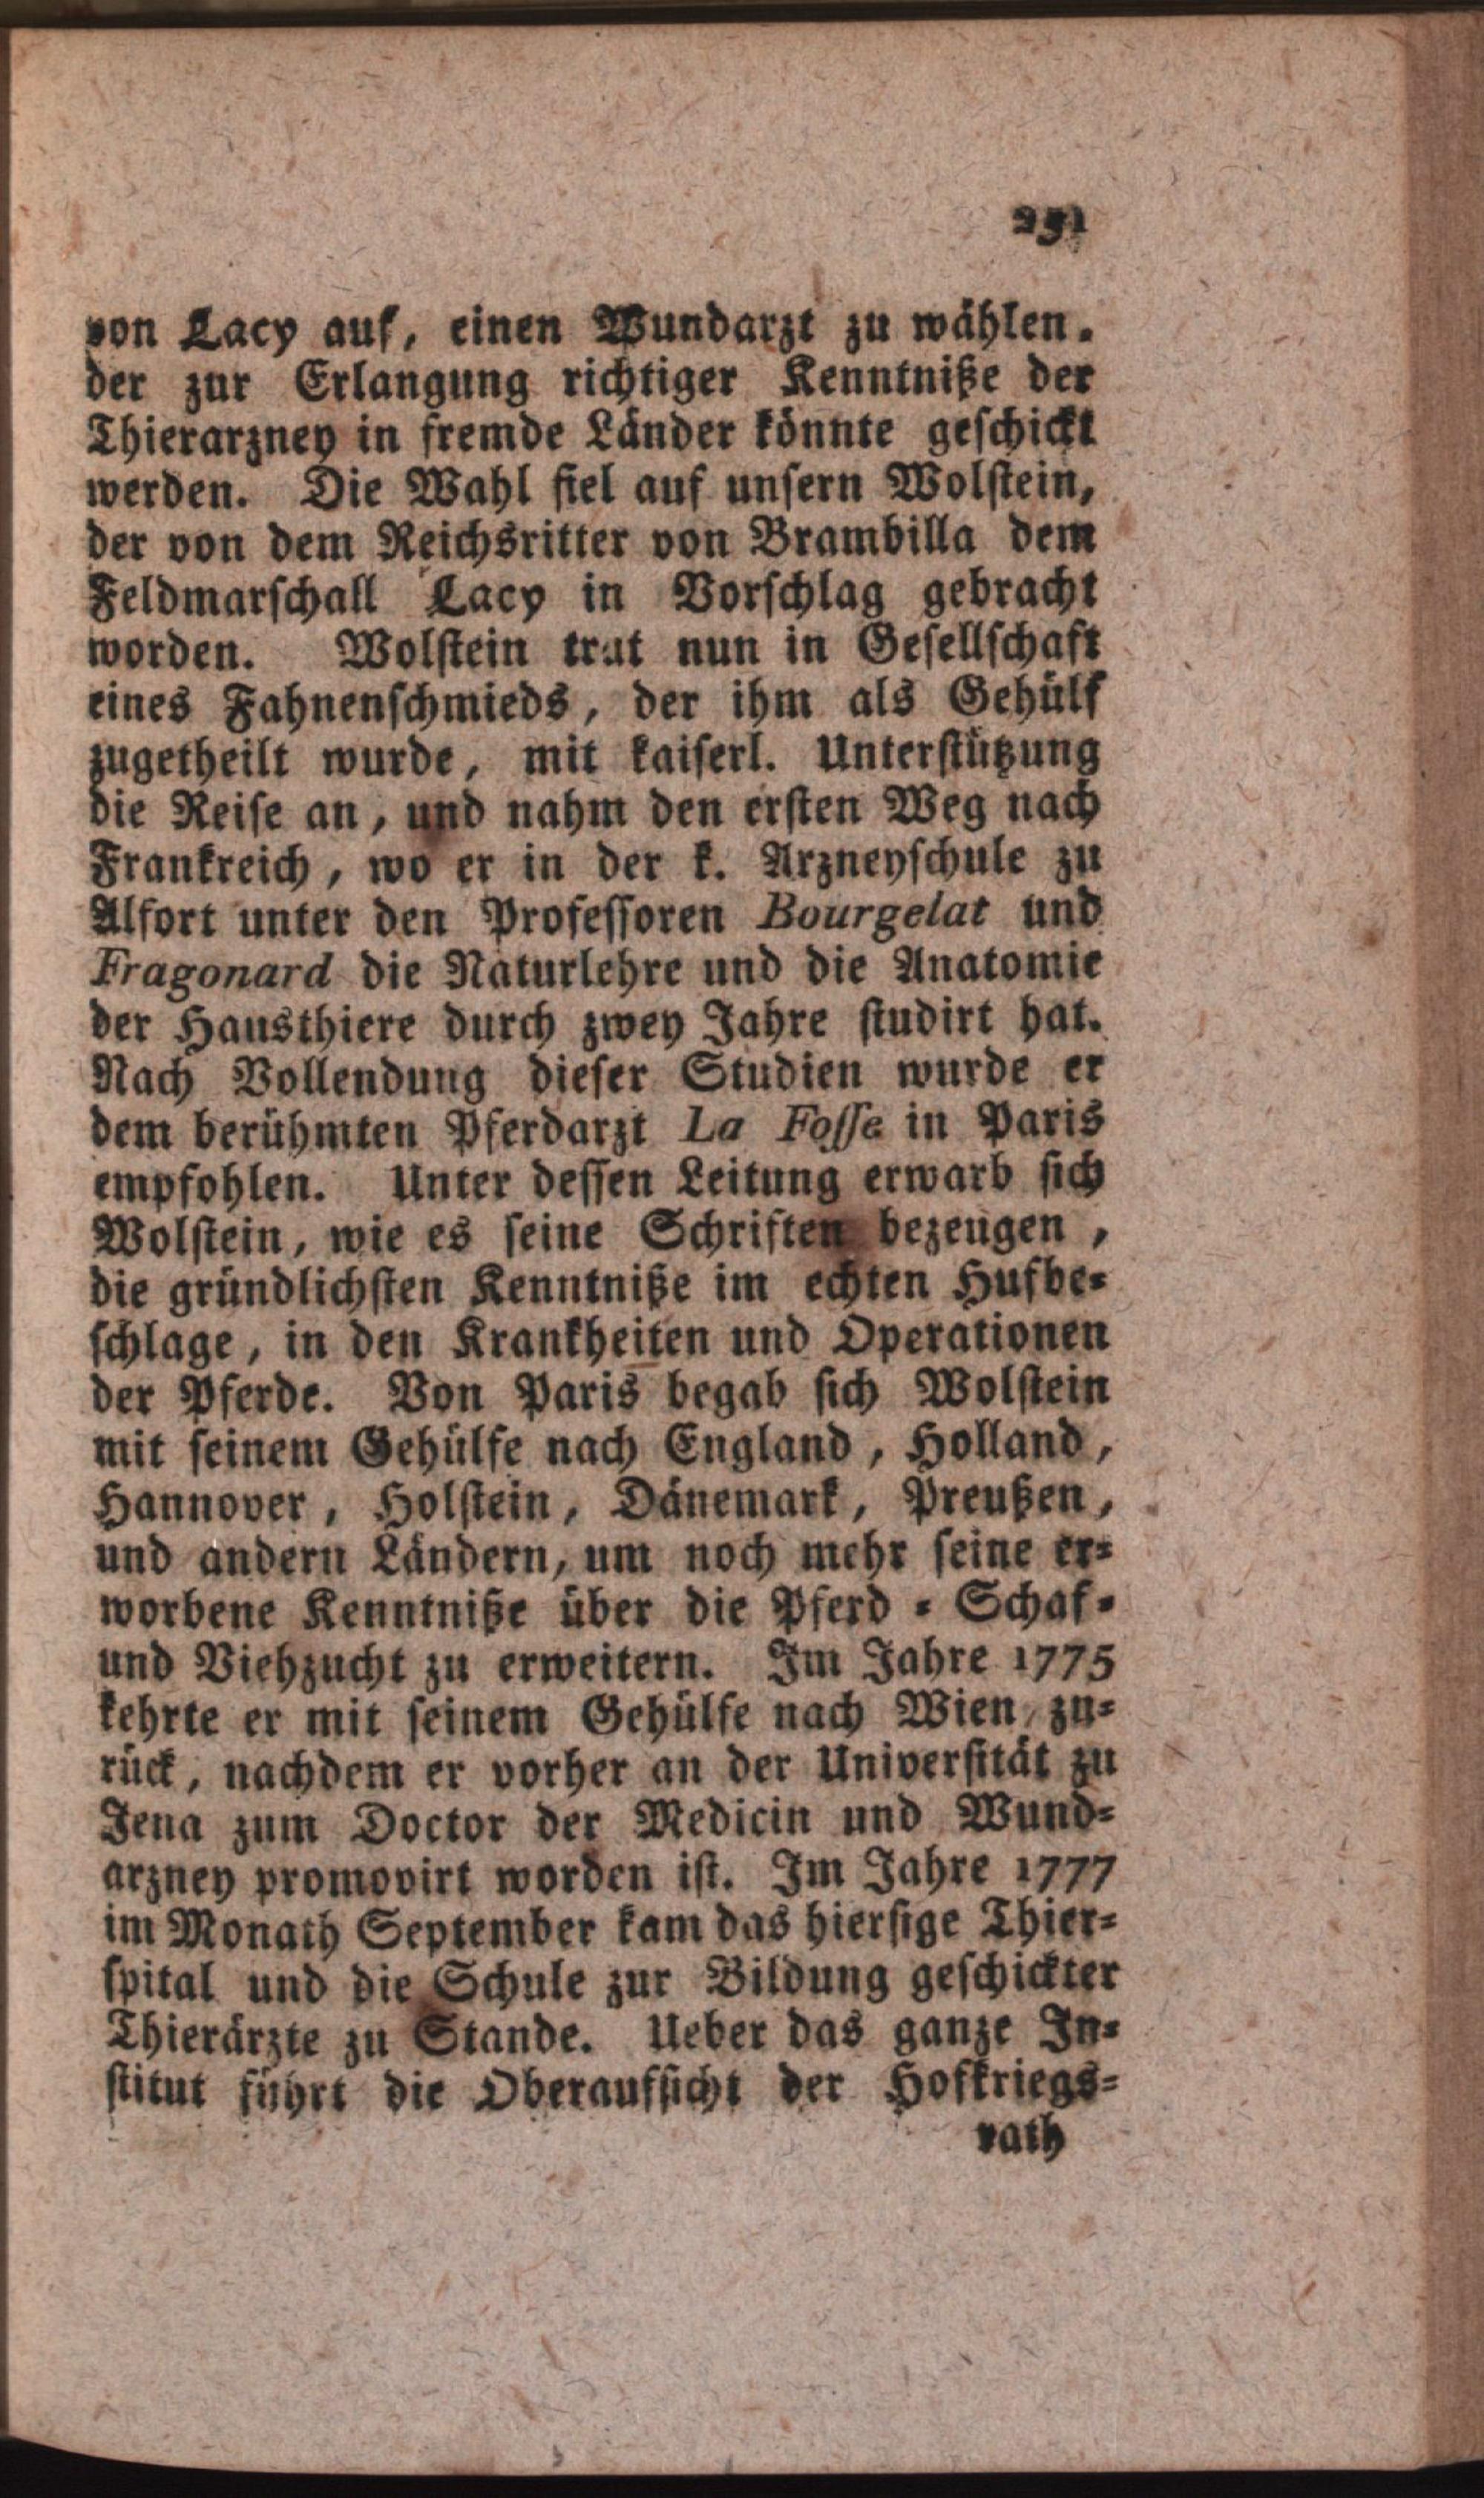 von Lacy auf, einen Wundarzt zu wählen.
der zur Erlangung richtiger Kenntniße der
Thierarzney in fremde Länder könnte geschickt
werden. Die Wahl fiel auf unsern Wolstein,
der von dem Reichsritter von Brambilla dem
Feldmarschall Lacy in Vorschlag gebracht
worden. Wolstein trat nun in Gesellschaft
eines Fahnenschmieds, der ihm als Gehülf
zugetheilt wurde, mit kaiserl. Unterstützung
die Reise an, und nahm den ersten Weg nach
Frankreich, wo er in der k. Arzneyschule zu
Alfort unter den Professoren Bourgelat und
Fragonard die Naturlehre und die Anatomie
der Hausthiere durch zwey Jahre studirt hat.
Nach Vollendung dieser Studien wurde er
dem berühmten Pferdarzt La Fosse in Paris
empfohlen. Unter dessen Leitung erwarb sich
Wolstein, wie es seine Schriften bezeugen,
die gründlichsten Kenntniße im echten Hufbe-
schlage, in den Krankheiten und Operationen
der Pferde. Von Paris begab sich Wolstein
mit seinem Gehülfe nach England, Holland,
Hannover, Holstein, Dänemark, Preußen,
und andern Ländern, um noch mehr seine er-
worbene Kenntniße über die Pferd - Schaf-
und Viehzucht zu erweitern. Im Jahre 1775
kehrte er mit seinem Gehülfe nach Wien zu-
rück, nachdem er vorher an der Universität zu
Jena zum Doctor der Medicin und Wund-
arzney promovirt worden ist. Im Jahre 1777
im Monath September kam das hiersige Thier-
spital und die Schule zur Bildung geschickter
Thierärzte zu Stande. Ueber das ganze In-
stitut führt die Oberaufsicht der Hofkriegs-
rath